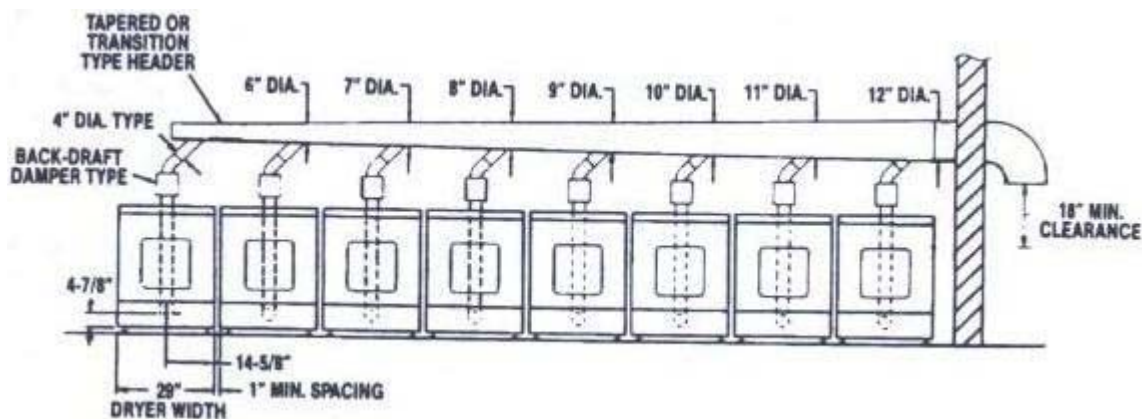 TAPERED OR
TRANSITION
TYPE HEADER
6" DIA.
7" DIA.
8" DIA.
9" DIA.
10" DIA.
11" DIA.
12" DIA.
4" DIA. TYPE
BACK-DRAFT
DAMPER TYPE
18" MIN.
CLEARANCE
4-7/8"
14-5/8"
29"
1" MIN. SPACING
DRYER WIDTH